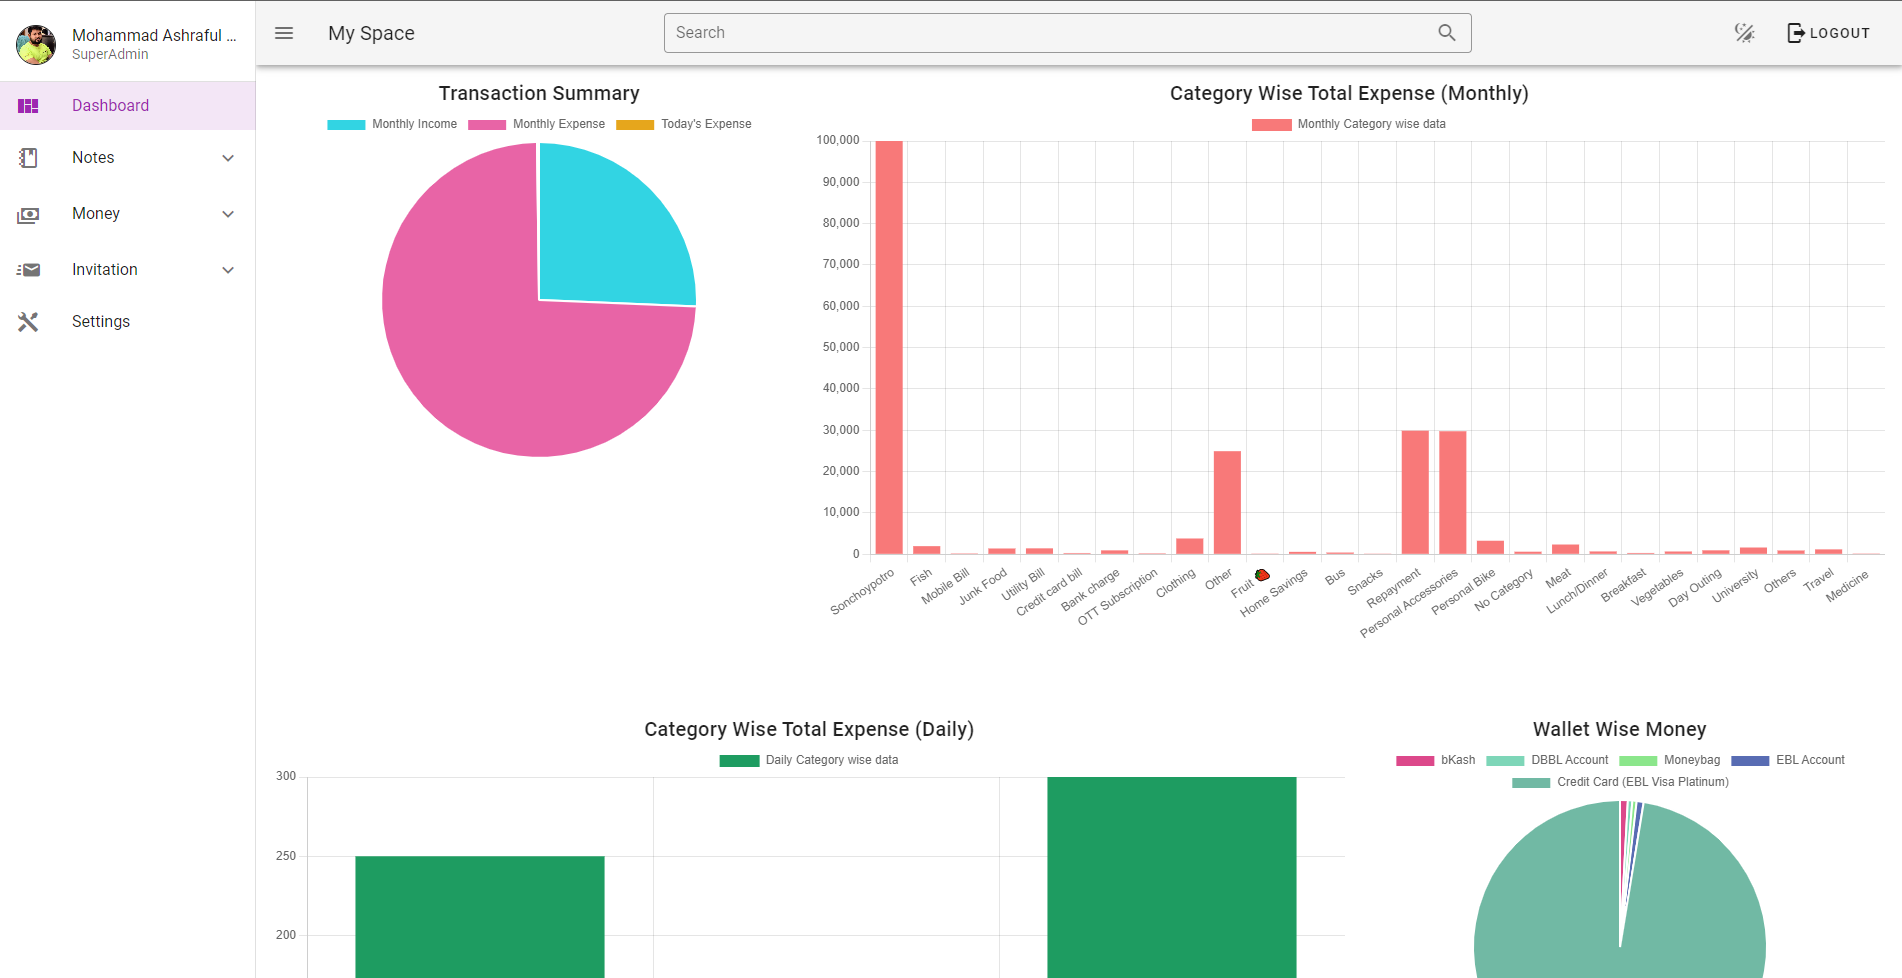 Mohammad Ashraful ...
SuperAdmin
Dashboard
Notes
Money
Invitation
Settings
My Space
Search
LOGOUT
Transaction Summary
Monthly Income Monthly Expense Today's Expense
Category Wise Total Expense (Monthly)
Monthly Category wise data
100,000
90,000
80,000
70,000
60,000
50,000
40,000
30,000
20,000
10,000
0
Sonchoypotro
Fish
Mobile Bill
Junk Food
Utility Bill
Credit card bill
Bank charge
OTT Subscription
Clothing
Other
Fruit 🍓
Home Savings
Bus
Snacks
Repayment
Personal Accessories
Personal Bike
No Category
Meat
Lunch/Dinner
Breakfast
Vegetables
Day Outing
University
Others
Travel
Medicine
Category Wise Total Expense (Daily)
Daily Category wise data
300
250
200
Wallet Wise Money
bKash DBBL Account Moneybag EBL Account
Credit Card (EBL Visa Platinum)